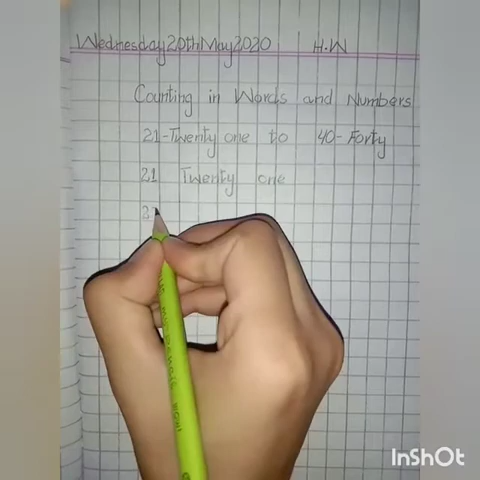 Wednesday 20th May 2020 H.W
Counting in Words and Numbers
21-Twenty one to 40-Forty
21 Twenty one
2
InShOt